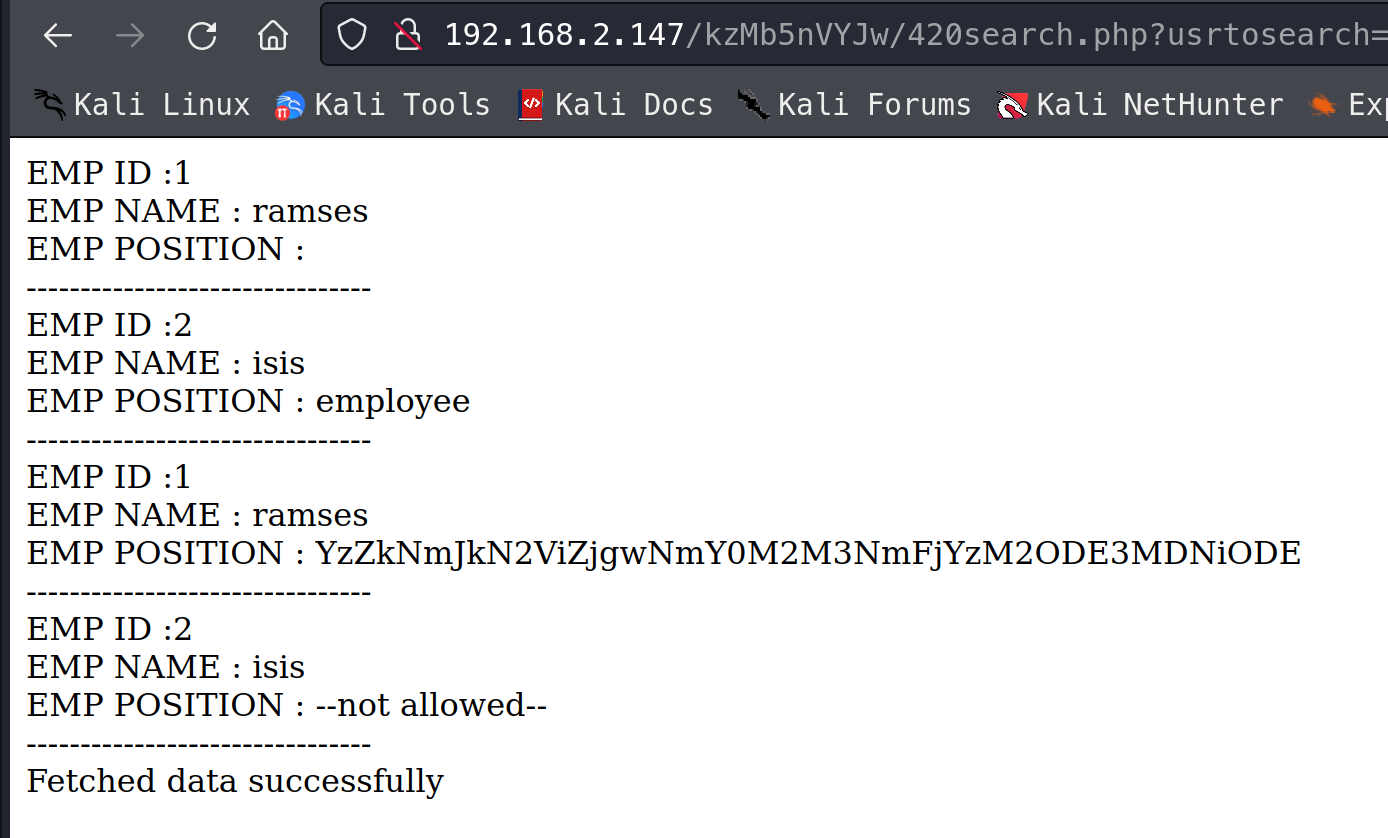 192.168.2.147/kzMb5nVYJw/420search.php?usrtosearch=
Kali Linux Kali Tools Kali Docs Kali Forums Kali NetHunter Exp
EMP ID :1
EMP NAME : ramses
EMP POSITION :
--------------------------------
EMP ID :2
EMP NAME : isis
EMP POSITION : employee
--------------------------------
EMP ID :1
EMP NAME : ramses
EMP POSITION : YzZkNmJkN2ViZjgwNmY0M2M3NmFjYzM2ODE3MDNiODE
--------------------------------
EMP ID :2
EMP NAME : isis
EMP POSITION : --not allowed--
--------------------------------
Fetched data successfully